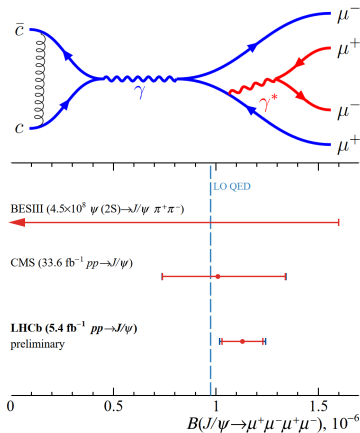 c̄
μ⁻
μ⁺
γ
γ*
c
μ⁻
μ⁺
LO QED
BESIII (4.5×10⁸ ψ (2S)→J/ψ π⁺π⁻)
CMS (33.6 fb⁻¹ pp→J/ψ)
LHCb (5.4 fb⁻¹ pp→J/ψ)
preliminary
0 0.5 1 1.5
B(J/ψ→μ⁺μ⁻μ⁺μ⁻), 10⁻⁶